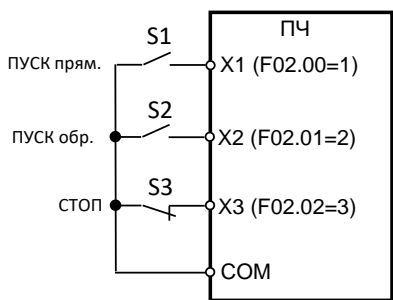 ПЧ
S1
ПУСК прям.
X1 (F02.00=1)
S2
ПУСК обр.
X2 (F02.01=2)
S3
СТОП
X3 (F02.02=3)
COM